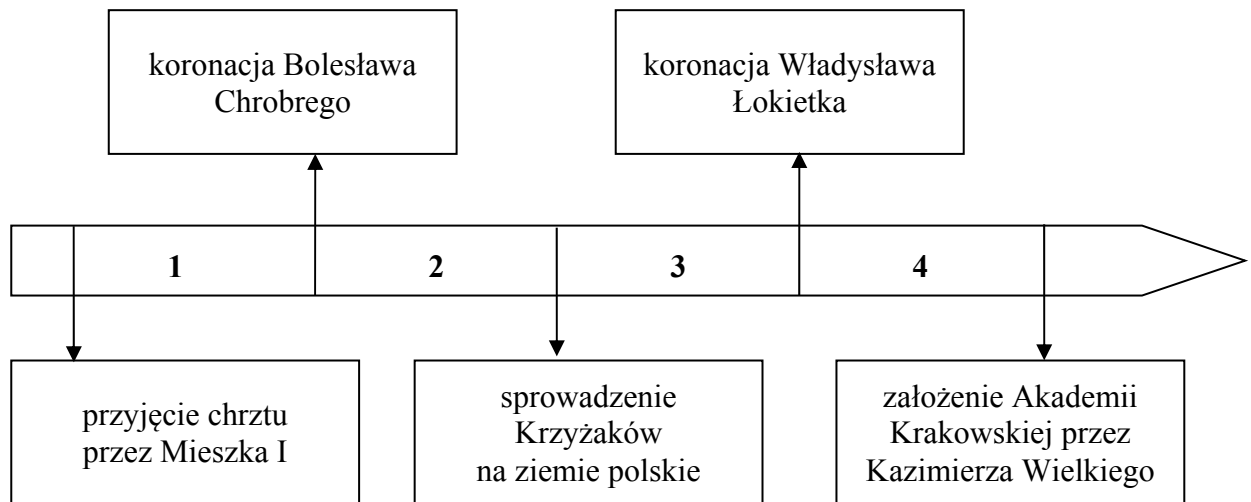 koronacja Bolesława
Chrobrego
koronacja Władysława
Łokietka
1
2
3
4
przyjęcie chrztu
przez Mieszka I
sprowadzenie
Krzyżaków
na ziemie polskie
założenie Akademii
Krakowskiej przez
Kazimierza Wielkiego